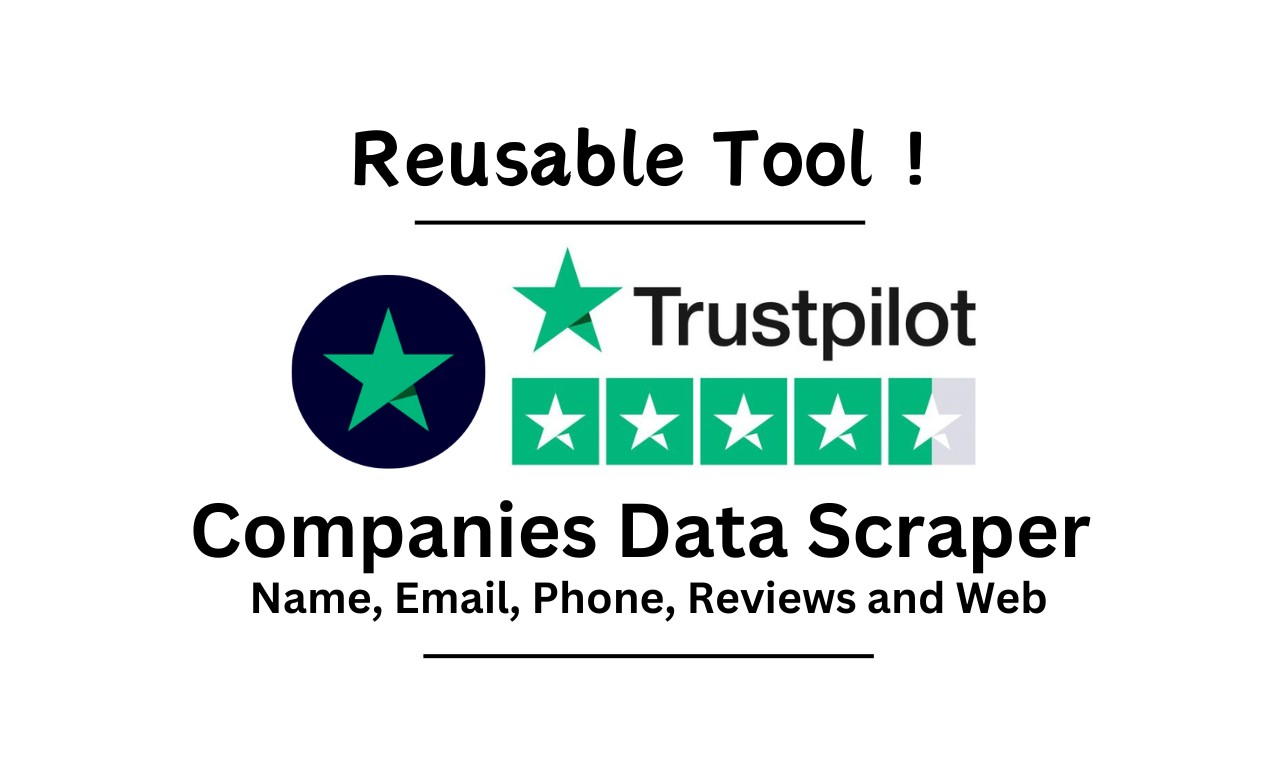 Reusable Tool !
Trustpilot
Companies Data Scraper
Name, Email, Phone, Reviews and Web